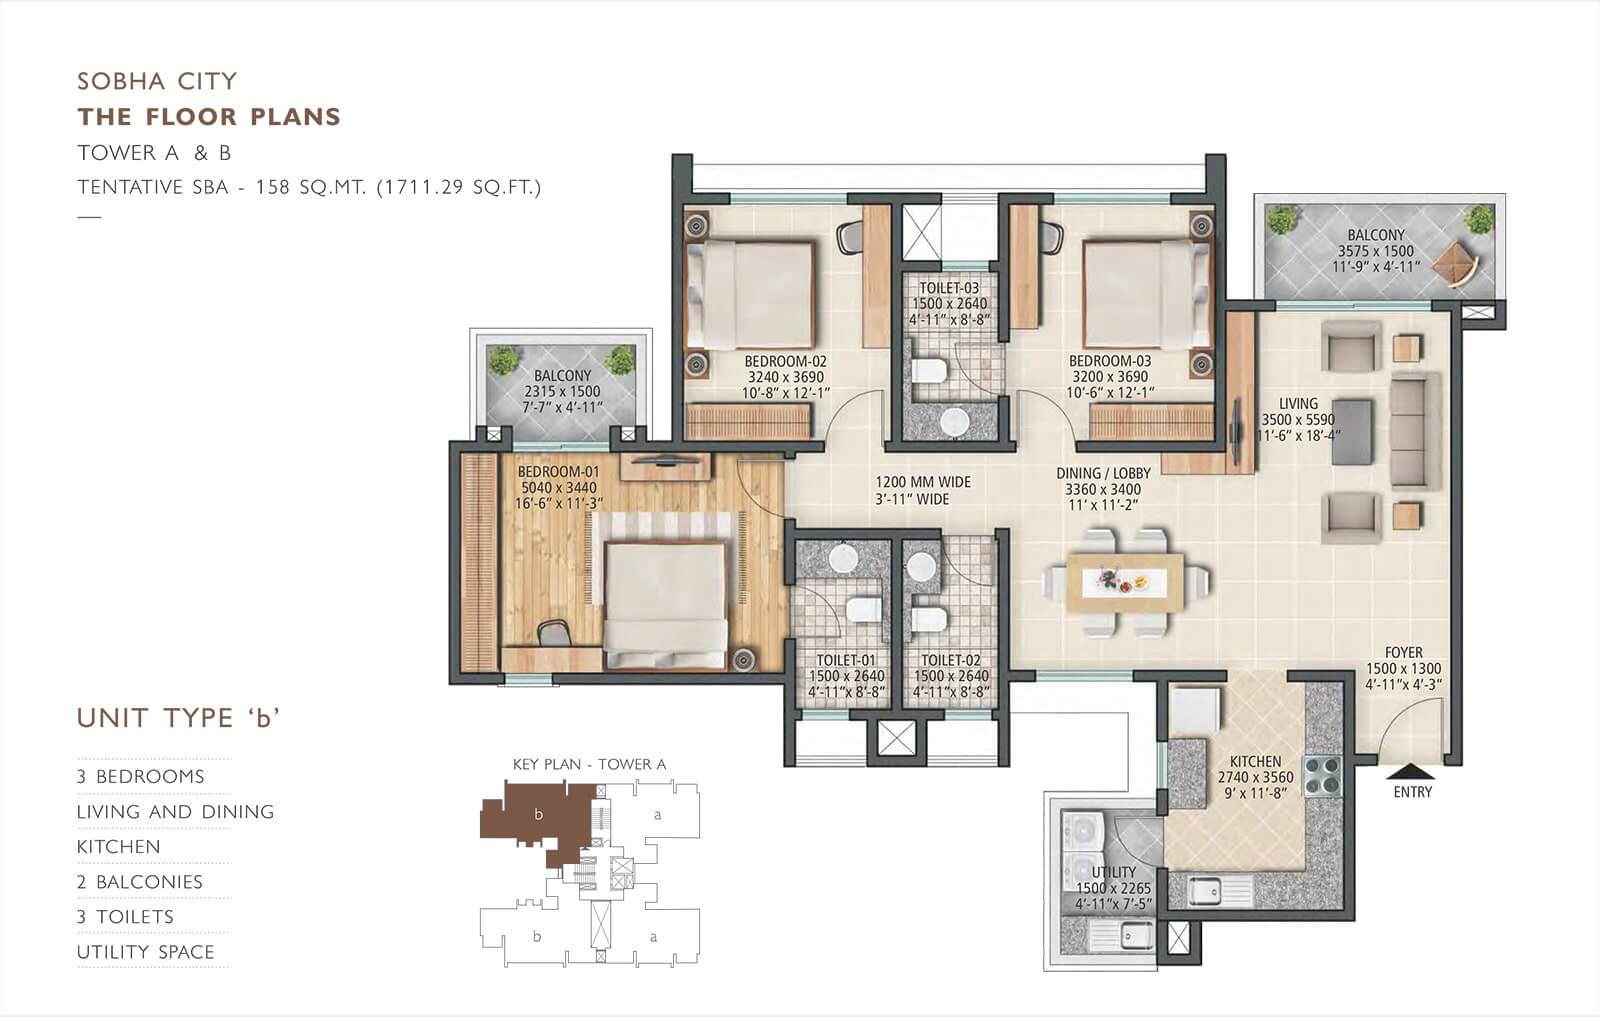 SOBHA CITY
THE FLOOR PLANS
TOWER A & B
TENTATIVE SBA - 158 SQ.MT. (1711.29 SQ.FT.)
BALCONY
3575 x 1500
11'-9" x 4'-11"
TOILET-03
1500 x 2640
4'-11" x 8'-8"
BEDROOM-02
3240 x 3690
10'-8" x 12'-1"
BEDROOM-03
3200 x 3690
10'-6" x 12'-1"
BALCONY
2315 x 1500
7'-7" x 4'-11"
LIVING
3500 x 5590
11'-6" x 18'-4"
BEDROOM-01
5040 x 3440
16'-6" x 11'-3"
1200 MM WIDE
3'-11" WIDE
DINING / LOBBY
3360 x 3400
11' x 11'-2"
TOILET-01
1500 x 2640
4'-11"x 8'-8"
TOILET-02
1500 x 2640
4'-11"x 8'-8"
FOYER
1500 x 1300
4'-11"x 4'-3"
KITCHEN
2740 x 3560
9' x 11'-8"
ENTRY
UTILITY
1500 x 2265
4'-11"x 7'-5"
UNIT TYPE ‘b’
3 BEDROOMS
LIVING AND DINING
KITCHEN
2 BALCONIES
3 TOILETS
UTILITY SPACE
KEY PLAN - TOWER A
b
a
b
a